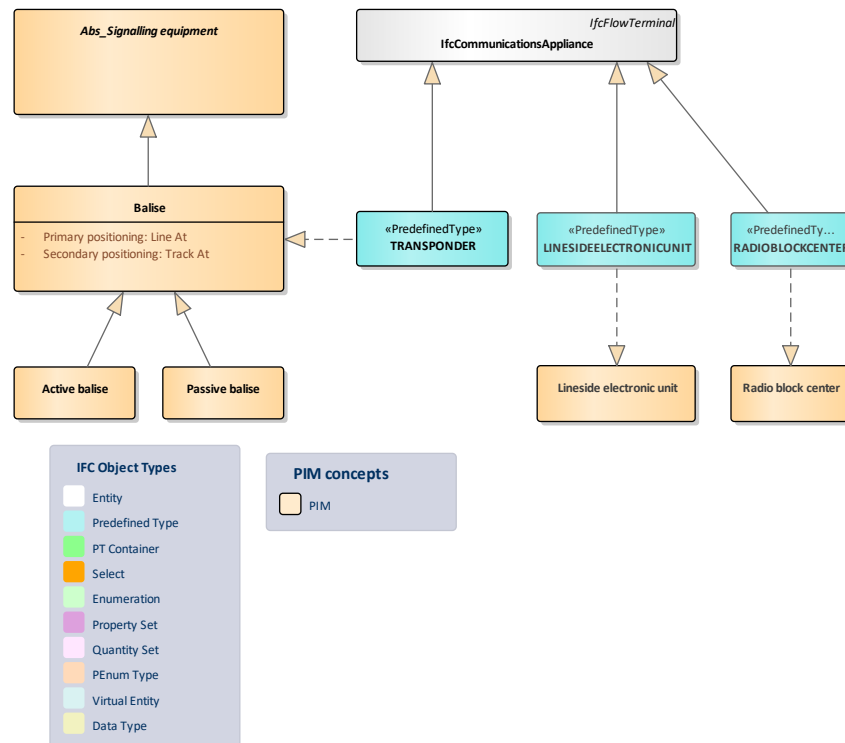 Abs_Signalling equipment
IfcFlowTerminal
IfcCommunicationsAppliance
Balise
- Primary positioning: Line At
- Secondary positioning: Track At
«PredefinedType»
TRANSPONDER
«PredefinedType»
LINESIDEELECTRONICUNIT
«PredefinedTy...
RADIOBLOCKCENTER
Active balise
Passive balise
Lineside electronic unit
Radio block center
IFC Object Types
Entity
Predefined Type
PT Container
Select
Enumeration
Property Set
Quantity Set
PEnum Type
Virtual Entity
Data Type
PIM concepts
PIM